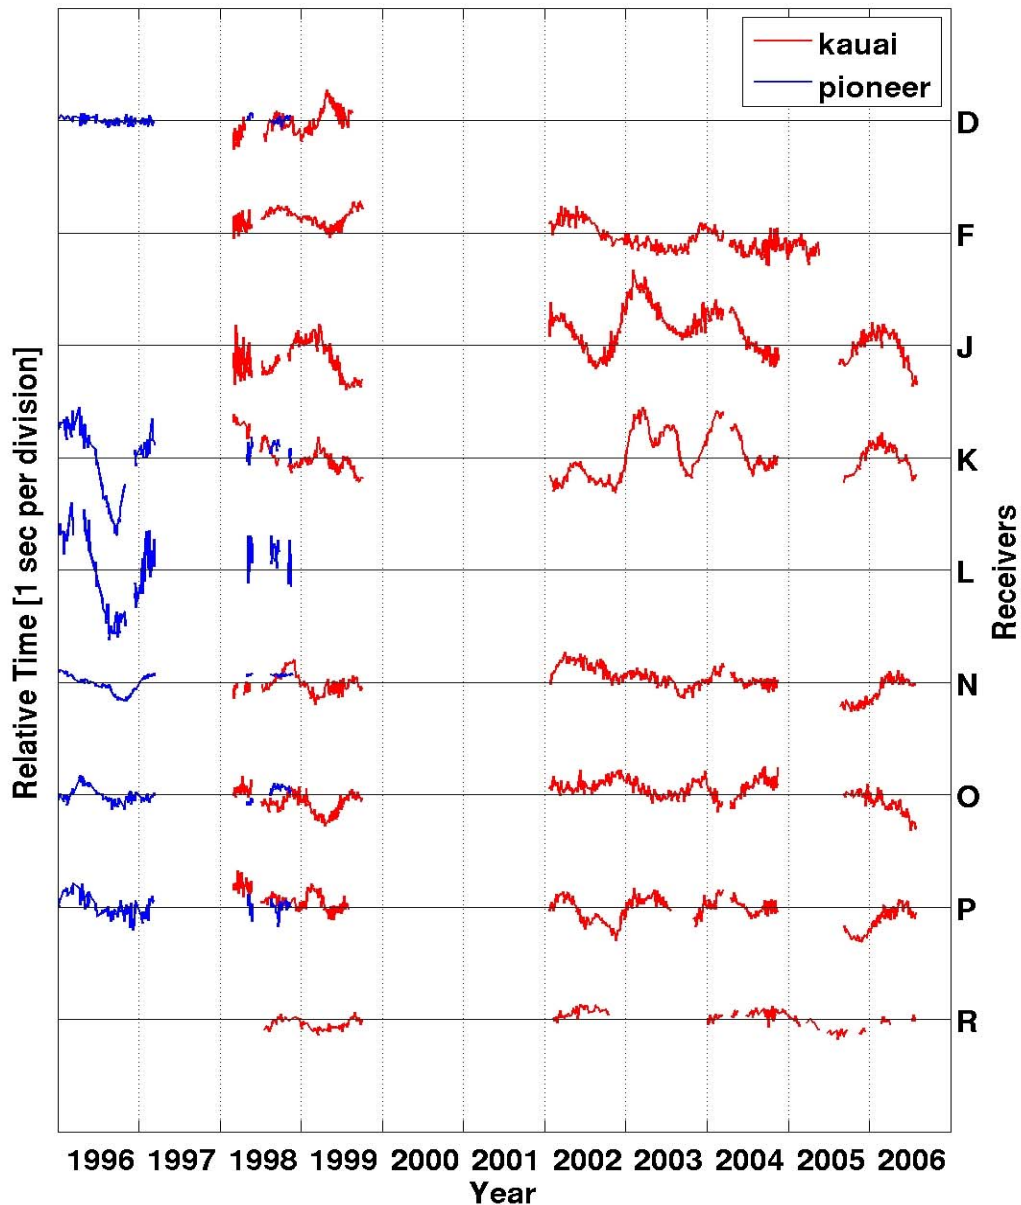 kauai
pioneer
D
F
J
K
L
N
O
P
R
Relative Time [1 sec per division]
Receivers
1996 1997 1998 1999 2000 2001 2002 2003 2004 2005 2006
Year